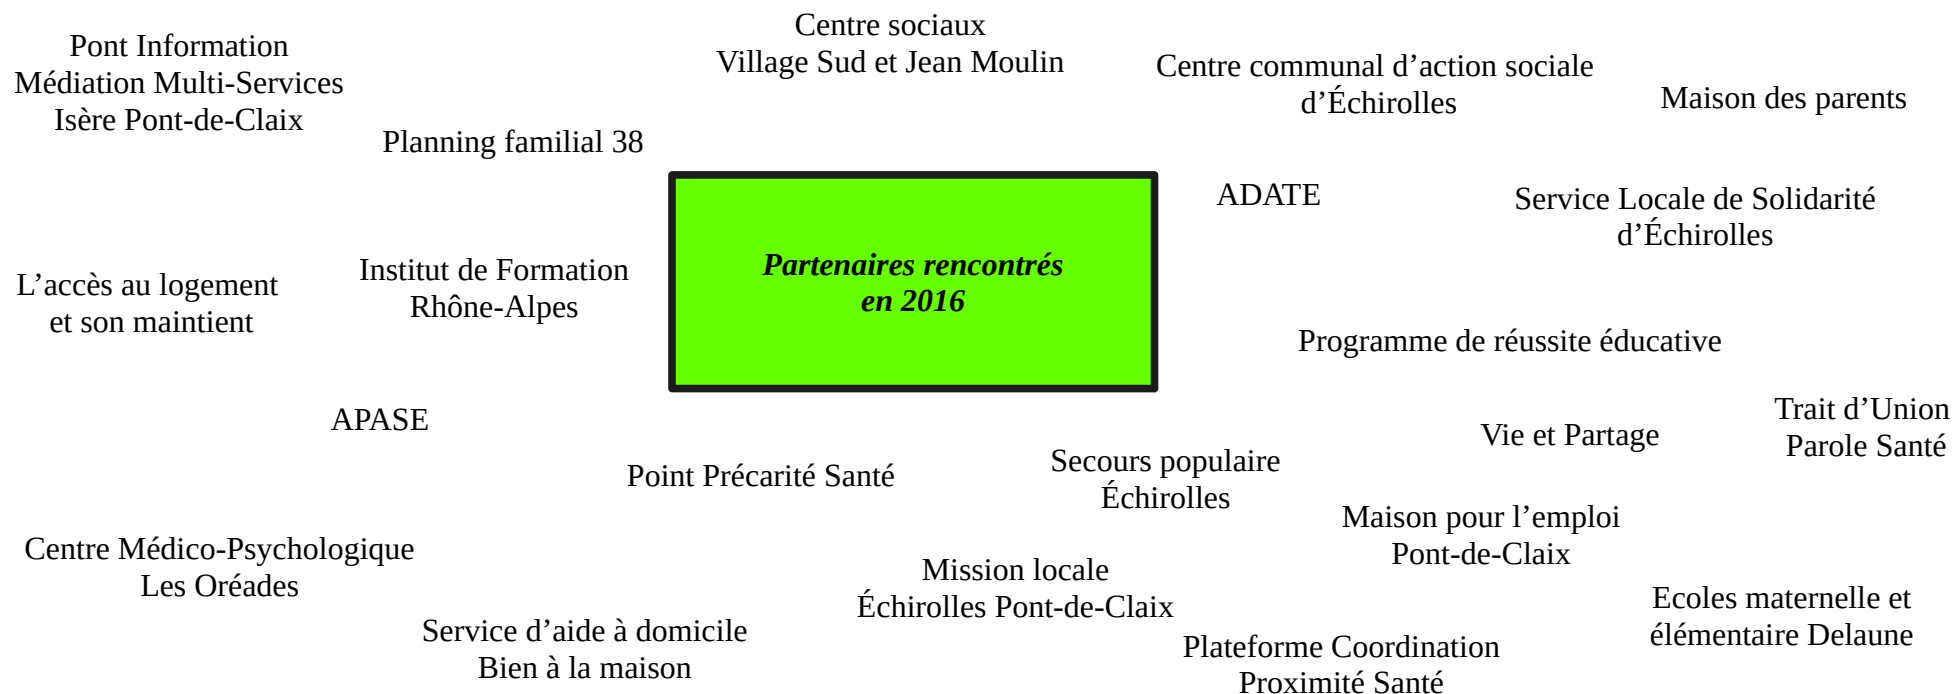 Centre sociaux
Village Sud et Jean Moulin
Pont Information
Médiation Multi-Services
Isère Pont-de-Claix
Centre communal d’action sociale
d’Échirolles
Maison des parents
Planning familial 38
ADATE
Service Locale de Solidarité
d’Échirolles
L’accès au logement
et son maintient
Institut de Formation
Rhône-Alpes
Partenaires rencontrés
en 2016
Programme de réussite éducative
APASE
Vie et Partage
Trait d’Union
Parole Santé
Point Précarité Santé
Secours populaire
Échirolles
Maison pour l’emploi
Pont-de-Claix
Centre Médico-Psychologique
Les Oréades
Mission locale
Échirolles Pont-de-Claix
Ecoles maternelle et
élémentaire Delaune
Service d’aide à domicile
Bien à la maison
Plateforme Coordination
Proximité Santé